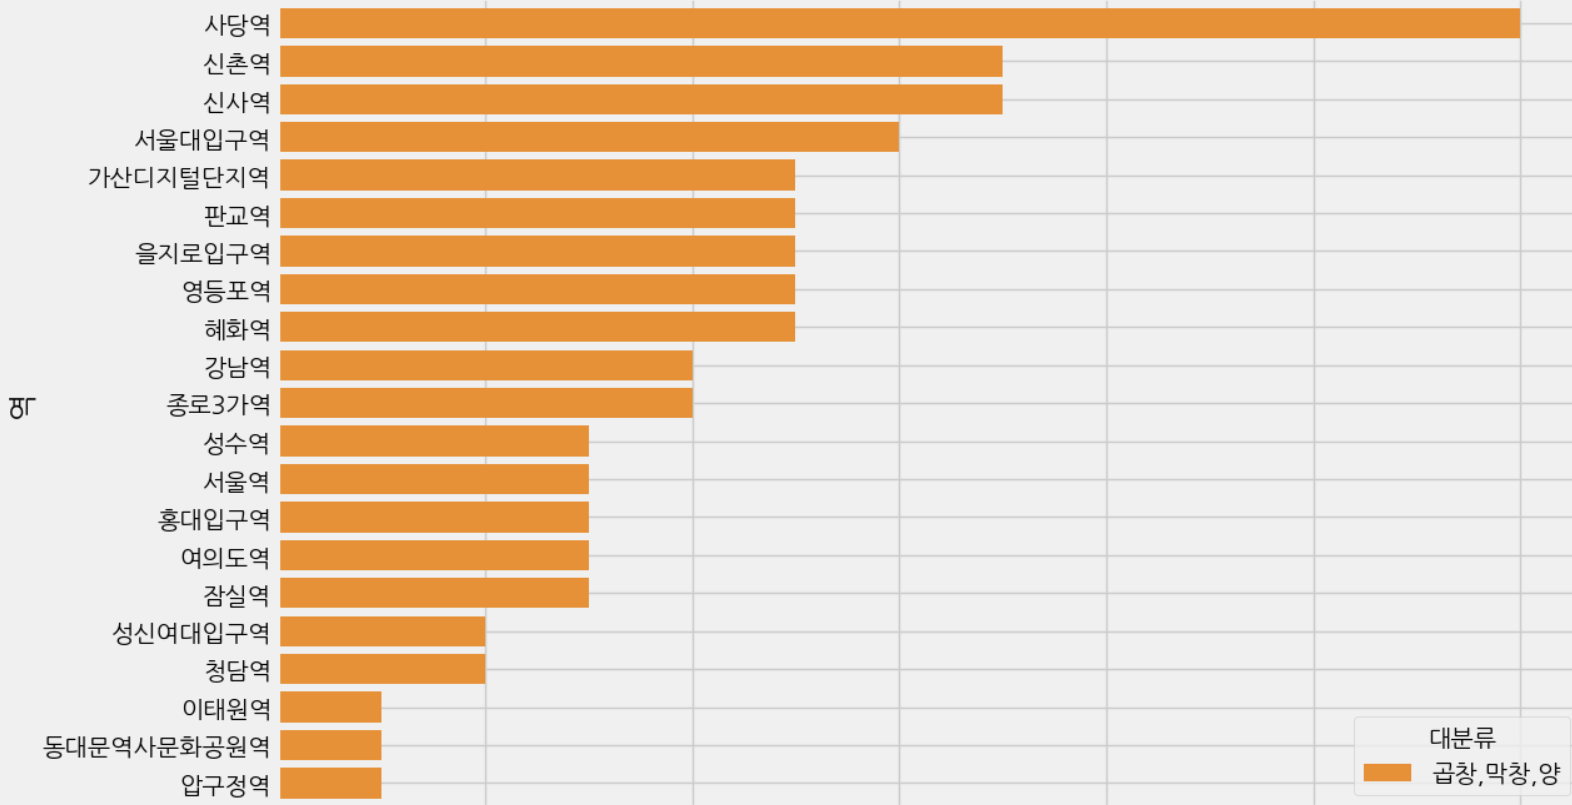 사당역
신촌역
신사역
서울대입구역
가산디지털단지역
판교역
을지로입구역
영등포역
혜화역
강남역
종로3가역
성수역
서울역
홍대입구역
여의도역
잠실역
성신여대입구역
청담역
이태원역
동대문역사문화공원역
압구정역
역
대분류
곱창,막창,양